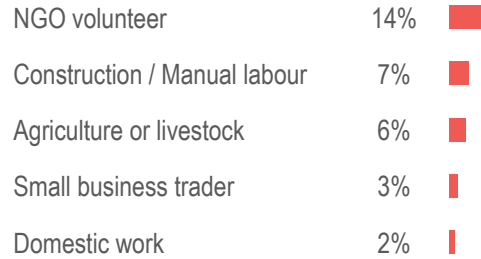 NGO volunteer 14%
Construction / Manual labour 7%
Agriculture or livestock 6%
Small business trader 3%
Domestic work 2%